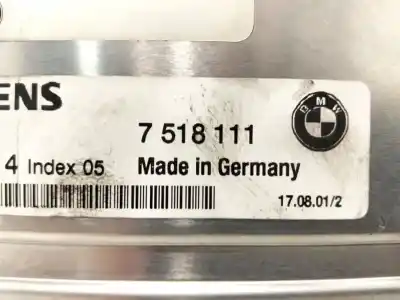 ENS
7 518 111
BMW
4 Index 05 Made in Germany
17.08.01/2